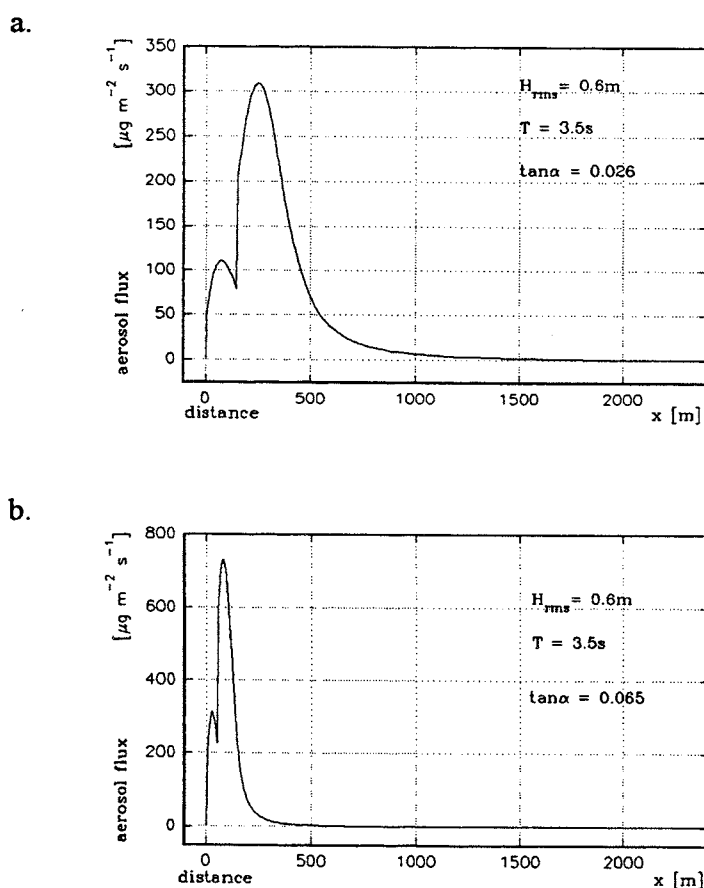 a.
[μg m⁻² s⁻¹]
aerosol flux
350
300
250
200
150
100
50
0
H_rms = 0.6m
T = 3.5s
tanα = 0.026
0 500 1000 1500 2000
distance x [m]
b.
[μg m⁻² s⁻¹]
aerosol flux
800
600
400
200
0
H_rms = 0.6m
T = 3.5s
tanα = 0.065
0 500 1000 1500 2000
distance x [m]